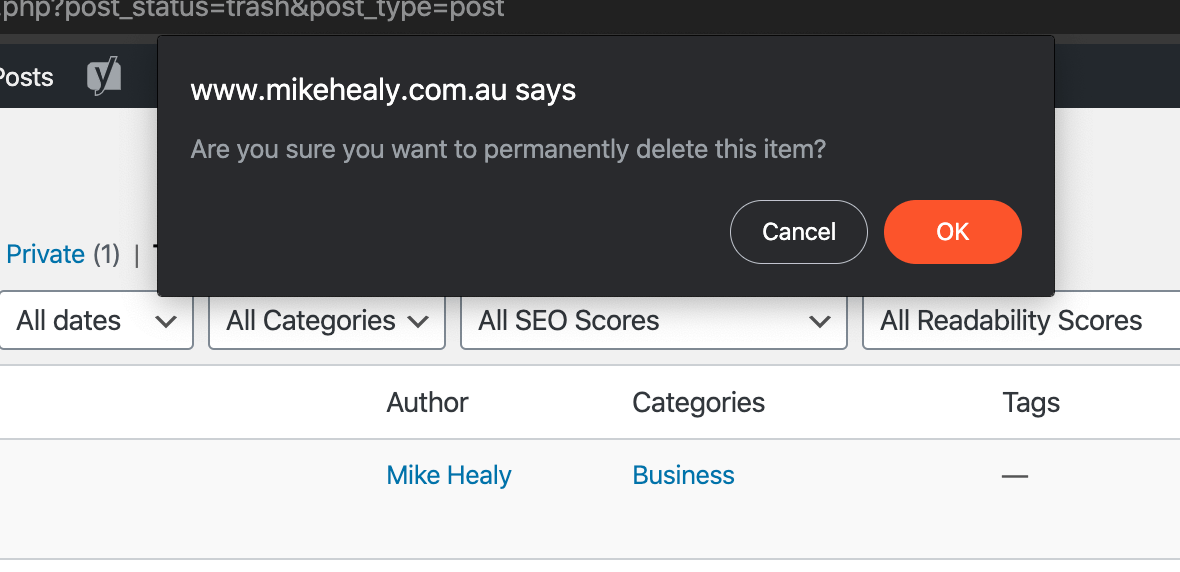 .php?post_status=trash&post_type=post
Posts
www.mikehealy.com.au says
Are you sure you want to permanently delete this item?
Cancel
OK
Private (1) |
All dates
All Categories
All SEO Scores
All Readability Scores
Author
Categories
Tags
Mike Healy
Business
—